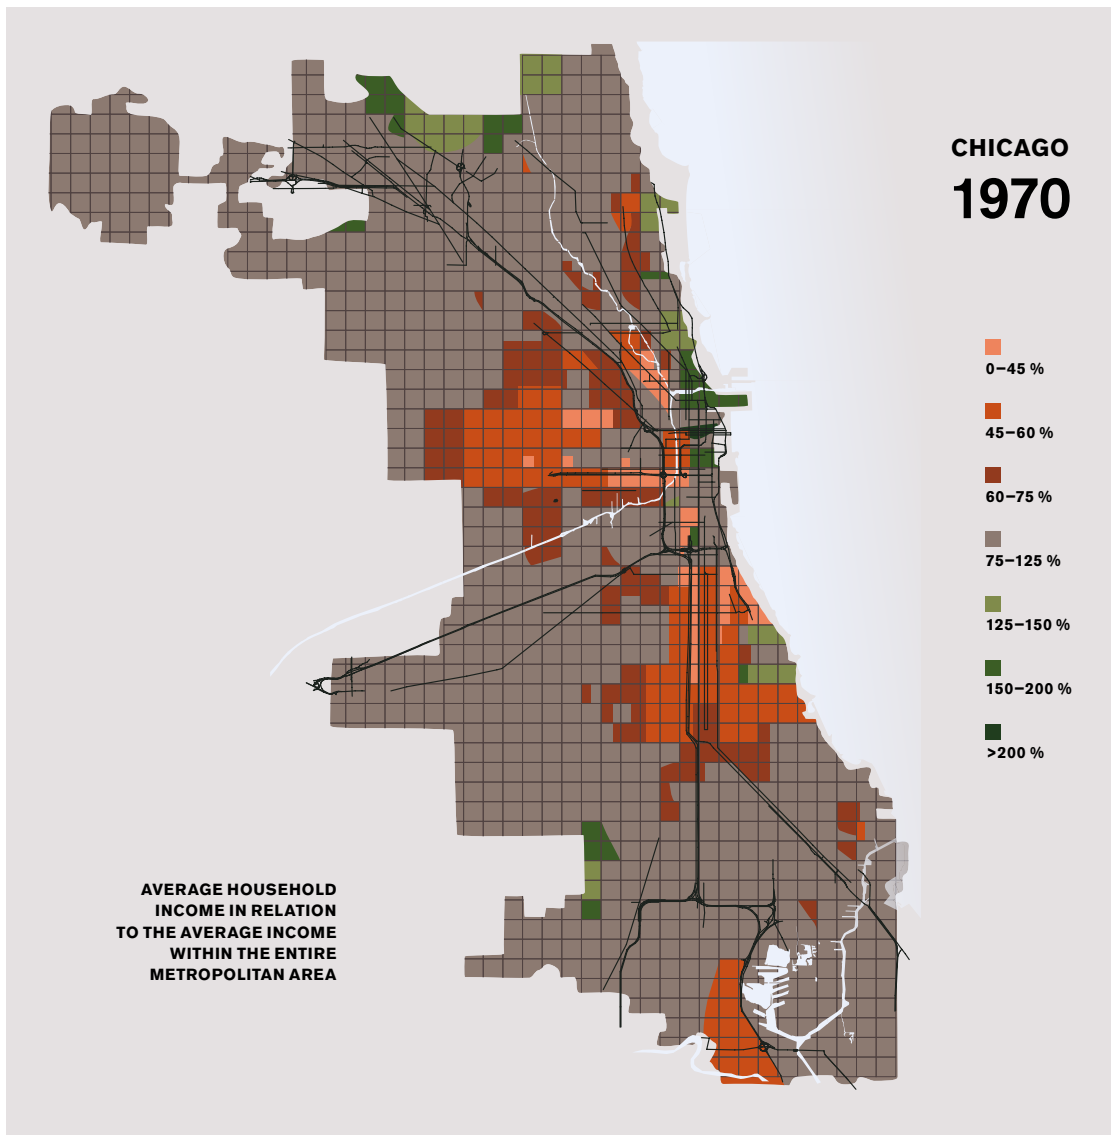 CHICAGO
1970
0–45 %
45–60 %
60–75 %
75–125 %
125–150 %
150–200 %
>200 %
AVERAGE HOUSEHOLD
INCOME IN RELATION
TO THE AVERAGE INCOME
WITHIN THE ENTIRE
METROPOLITAN AREA